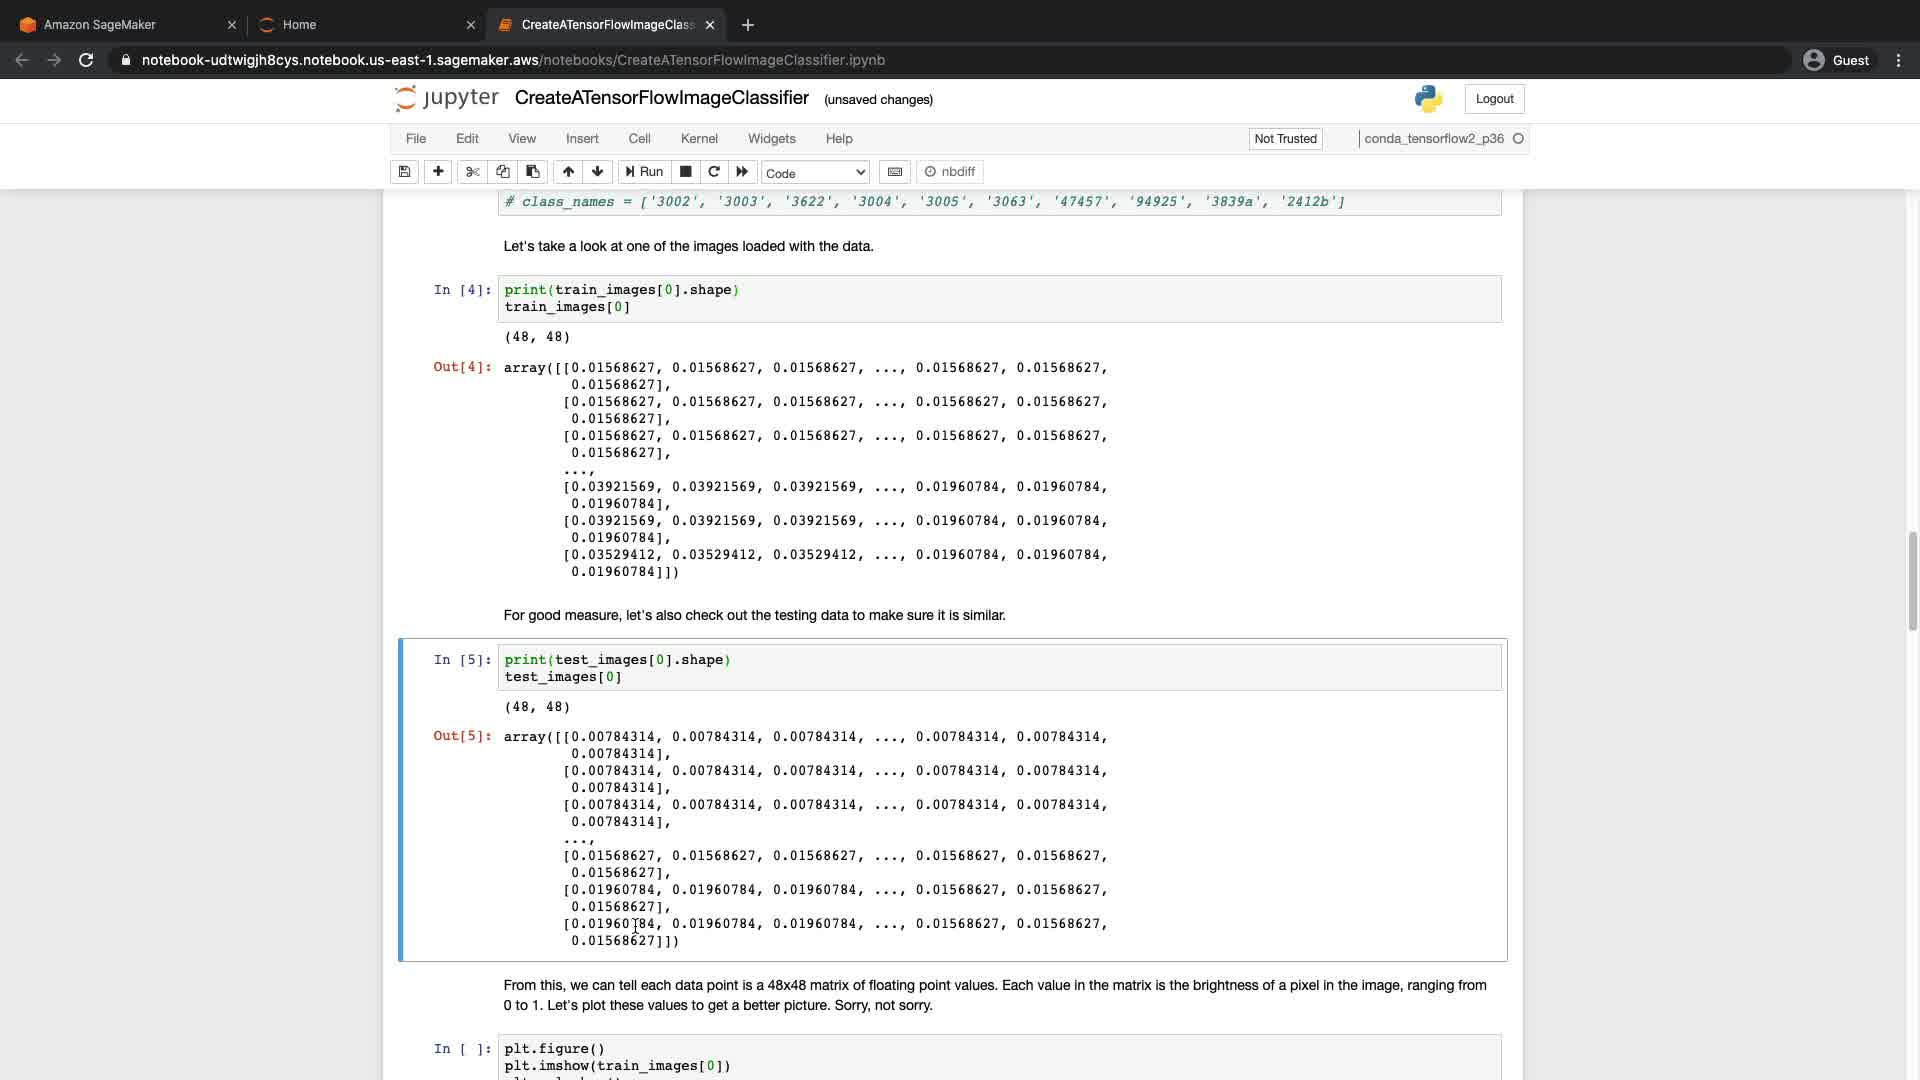 Amazon SageMaker
Home
CreateATensorFlowImageClass
notebook-udtwigjh8cys.notebook.us-east-1.sagemaker.aws/notebooks/CreateATensorFlowImageClassifier.ipynb
Guest
jupyter CreateATensorFlowImageClassifier (unsaved changes)
Logout
File Edit View Insert Cell Kernel Widgets Help
Not Trusted
conda_tensorflow2_p36
Run
Code
nbdiff
# class_names = ['3002', '3003', '3622', '3004', '3005', '3063', '47457', '94925', '3839a', '2412b']
Let's take a look at one of the images loaded with the data.
In [4]: print(train_images[0].shape)
train_images[0]
(48, 48)
Out[4]: array([[0.01568627, 0.01568627, 0.01568627, ..., 0.01568627, 0.01568627,
0.01568627],
[0.01568627, 0.01568627, 0.01568627, ..., 0.01568627, 0.01568627,
0.01568627],
[0.01568627, 0.01568627, 0.01568627, ..., 0.01568627, 0.01568627,
0.01568627],
...,
[0.03921569, 0.03921569, 0.03921569, ..., 0.01960784, 0.01960784,
0.01960784],
[0.03921569, 0.03921569, 0.03921569, ..., 0.01960784, 0.01960784,
0.01960784],
[0.03529412, 0.03529412, 0.03529412, ..., 0.01960784, 0.01960784,
0.01960784]])
For good measure, let's also check out the testing data to make sure it is similar.
In [5]: print(test_images[0].shape)
test_images[0]
(48, 48)
Out[5]: array([[0.00784314, 0.00784314, 0.00784314, ..., 0.00784314, 0.00784314,
0.00784314],
[0.00784314, 0.00784314, 0.00784314, ..., 0.00784314, 0.00784314,
0.00784314],
[0.00784314, 0.00784314, 0.00784314, ..., 0.00784314, 0.00784314,
0.00784314],
...,
[0.01568627, 0.01568627, 0.01568627, ..., 0.01568627, 0.01568627,
0.01568627],
[0.01960784, 0.01960784, 0.01960784, ..., 0.01568627, 0.01568627,
0.01568627],
[0.01960784, 0.01960784, 0.01960784, ..., 0.01568627, 0.01568627,
0.01568627]])
From this, we can tell each data point is a 48x48 matrix of floating point values. Each value in the matrix is the brightness of a pixel in the image, ranging from
0 to 1. Let's plot these values to get a better picture. Sorry, not sorry.
In [ ]: plt.figure()
plt.imshow(train_images[0])